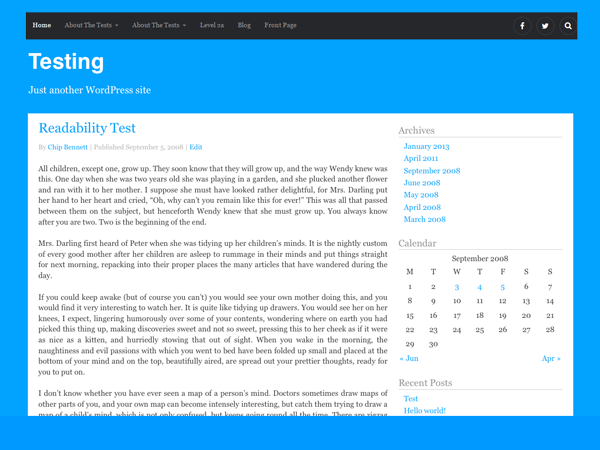 Home About The Tests About The Tests Level 2a Blog Front Page
Testing
Just another WordPress site
Readability Test
By Chip Bennett | Published September 5, 2008 | Edit
All children, except one, grow up. They soon know that they will grow up, and the way Wendy knew was
this. One day when she was two years old she was playing in a garden, and she plucked another flower
and ran with it to her mother. I suppose she must have looked rather delightful, for Mrs. Darling put
her hand to her heart and cried, “Oh, why can’t you remain like this for ever!” This was all that passed
between them on the subject, but henceforth Wendy knew that she must grow up. You always know
after you are two. Two is the beginning of the end.
Mrs. Darling first heard of Peter when she was tidying up her children’s minds. It is the nightly custom
of every good mother after her children are asleep to rummage in their minds and put things straight
for next morning, repacking into their proper places the many articles that have wandered during the
day.
If you could keep awake (but of course you can’t) you would see your own mother doing this, and you
would find it very interesting to watch her. It is quite like tidying up drawers. You would see her on her
knees, I expect, lingering humorously over some of your contents, wondering where on earth you had
picked this thing up, making discoveries sweet and not so sweet, pressing this to her cheek as if it were
as nice as a kitten, and hurriedly stowing that out of sight. When you wake in the morning, the
naughtiness and evil passions with which you went to bed have been folded up small and placed at the
bottom of your mind and on the top, beautifully aired, are spread out your prettier thoughts, ready for
you to put on.
I don’t know whether you have ever seen a map of a person’s mind. Doctors sometimes draw maps of
other parts of you, and your own map can become intensely interesting, but catch them trying to draw a
map of a child’s mind, which is not only confused, but keeps going round all the time. There are zigzag
Archives
January 2013
April 2011
September 2008
June 2008
May 2008
April 2008
March 2008
Calendar
September 2008
M T W T F S S
1 2 3 4 5 6 7
8 9 10 11 12 13 14
15 16 17 18 19 20 21
22 23 24 25 26 27 28
29 30
« Jun Apr »
Recent Posts
Test
Hello world!